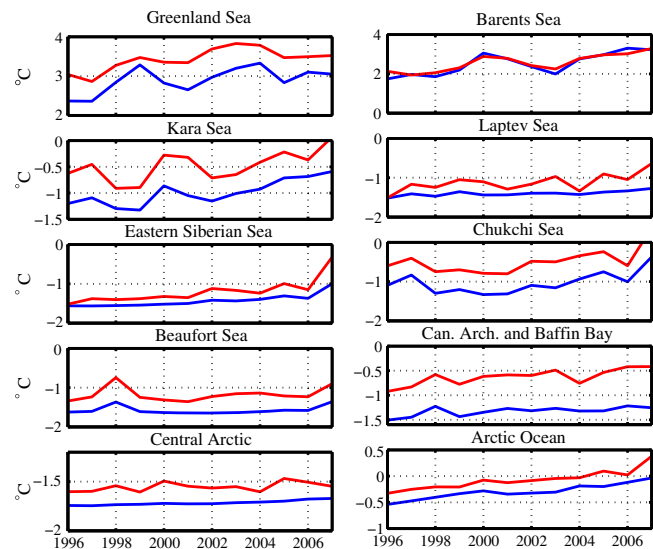 Greenland Sea
4
3
2
°C
Barents Sea
4
2
0
Kara Sea
0
−0.5
−1
−1.5
°C
Laptev Sea
0
−1
−2
Eastern Siberian Sea
0
−1
−2
°C
Chukchi Sea
0
−1
−2
Beaufort Sea
0
−1
−2
°C
Can. Arch. and Baffin Bay
0
−0.5
−1
−1.5
Central Arctic
−1.5
−2
°C
1996 1998 2000 2002 2004 2006
Arctic Ocean
0.5
0
−0.5
−1
1996 1998 2000 2002 2004 2006